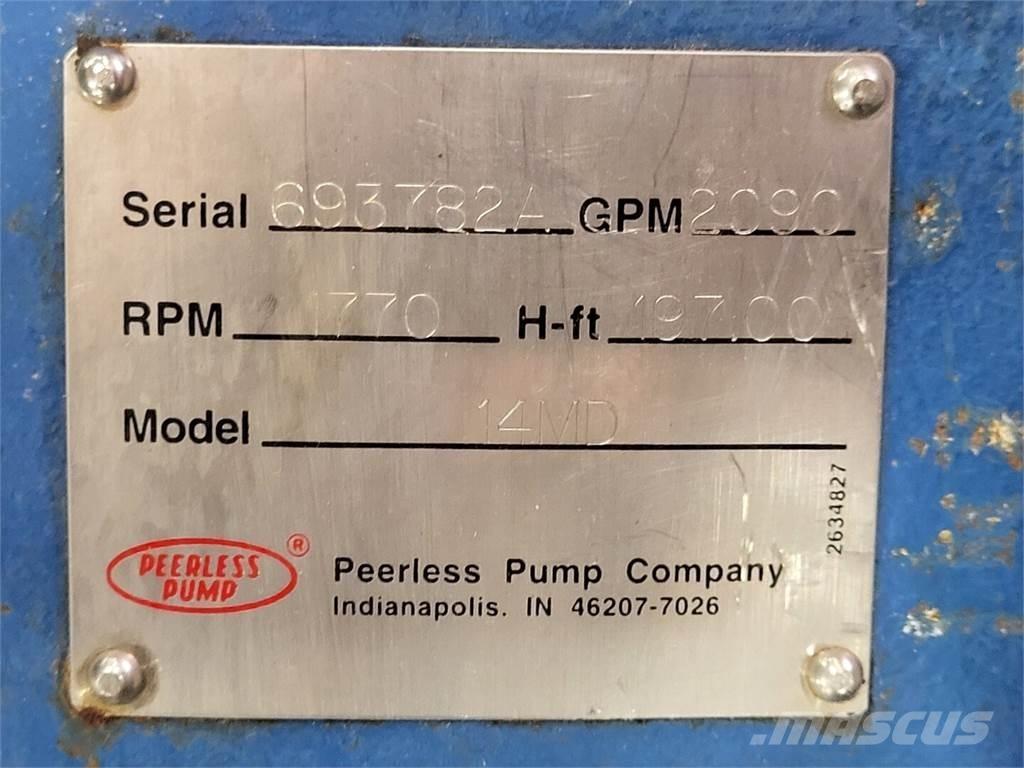 Serial 693782A GPM 2090
RPM 1770 H-ft 197.00
Model 14MD
2634827
PEERLESS
PUMP
®
Peerless Pump Company
Indianapolis. IN 46207-7026
MASCUS